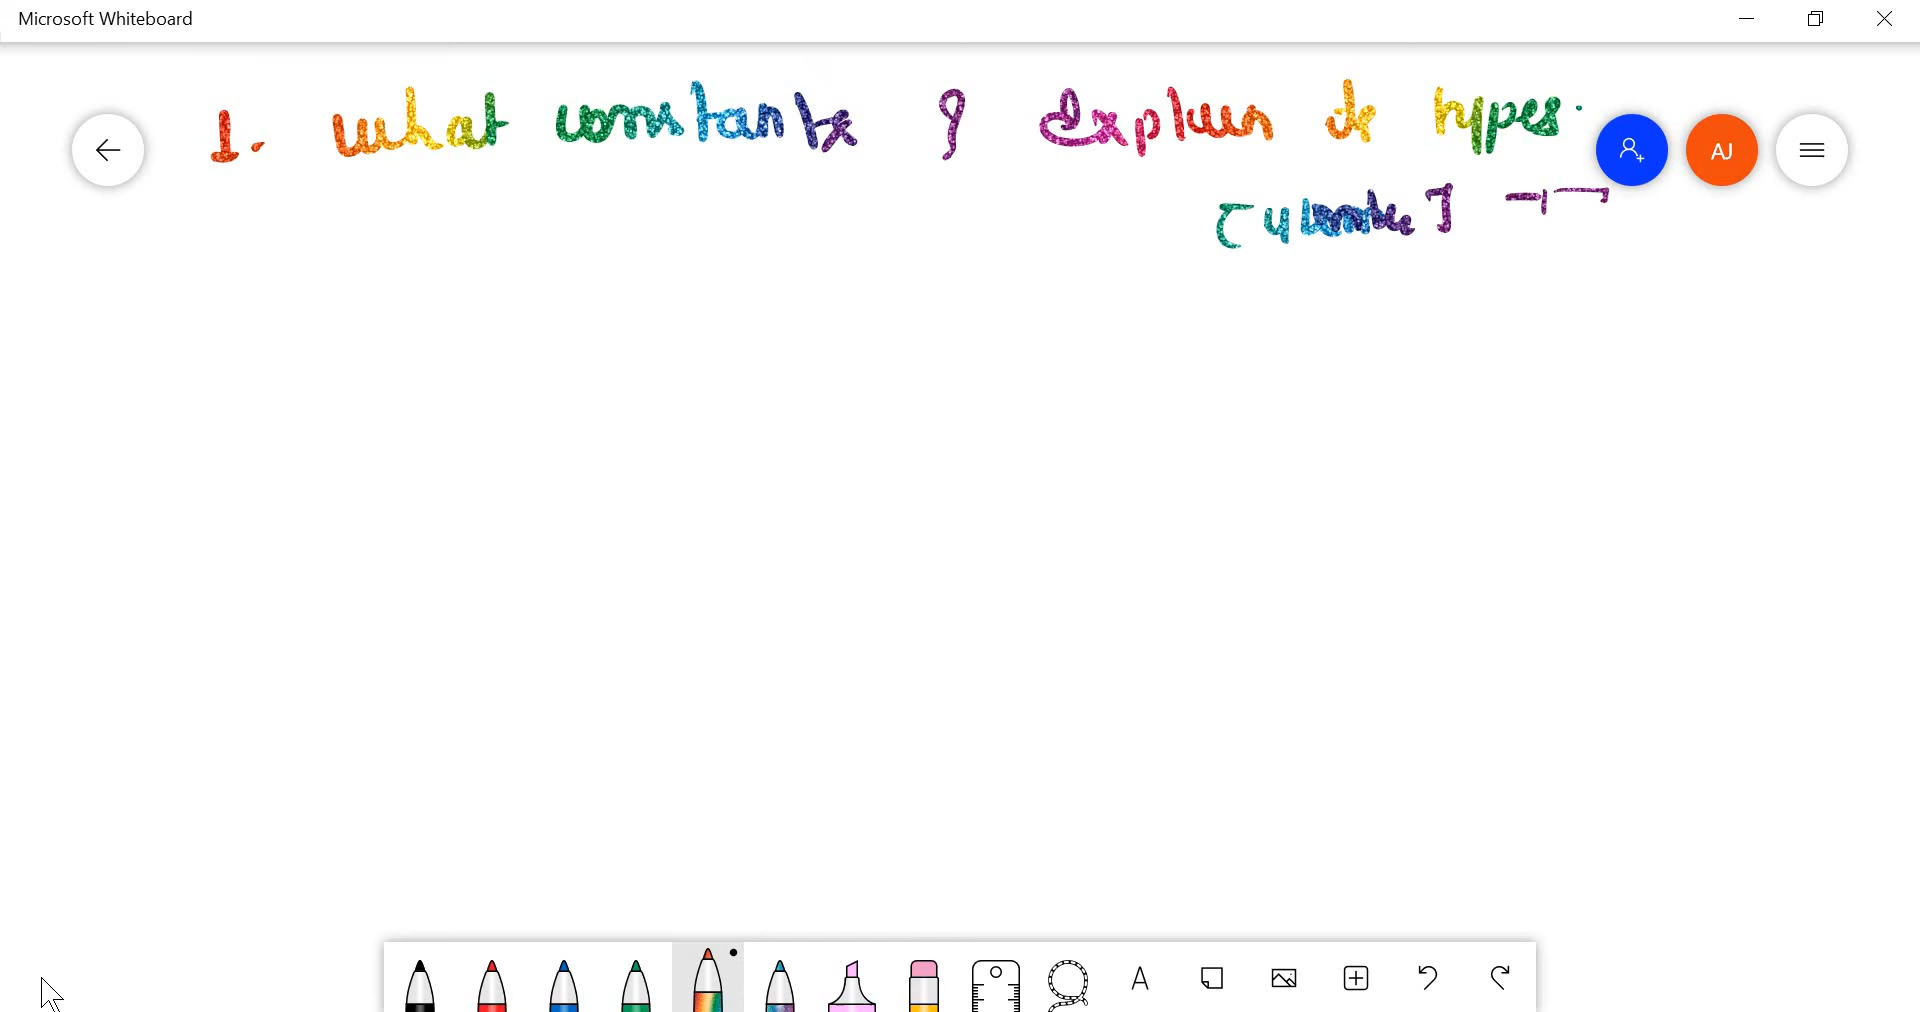 Microsoft Whiteboard
1. what constants ? explain its types.
[4 Marks]
AJ
A